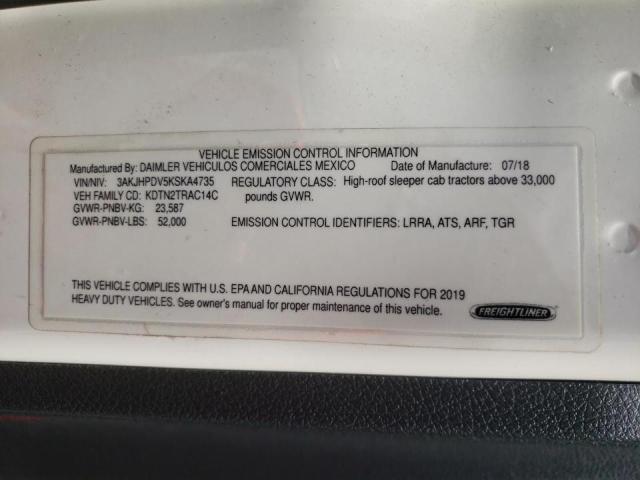 VEHICLE EMISSION CONTROL INFORMATION
Manufactured By: DAIMLER VEHICULOS COMERCIALES MEXICO Date of Manufacture: 07/18
VIN/NIV: 3AKJHPDV5KSKA4735 REGULATORY CLASS: High-roof sleeper cab tractors above 33,000
VEH FAMILY CD: KDTN2TRAC14C pounds GVWR.
GVWR-PNBV-KG: 23,587
GVWR-PNBV-LBS: 52,000 EMISSION CONTROL IDENTIFIERS: LRRA, ATS, ARF, TGR
THIS VEHICLE COMPLIES WITH U.S. EPA AND CALIFORNIA REGULATIONS FOR 2019
HEAVY DUTY VEHICLES. See owner's manual for proper maintenance of this vehicle.
FREIGHTLINER